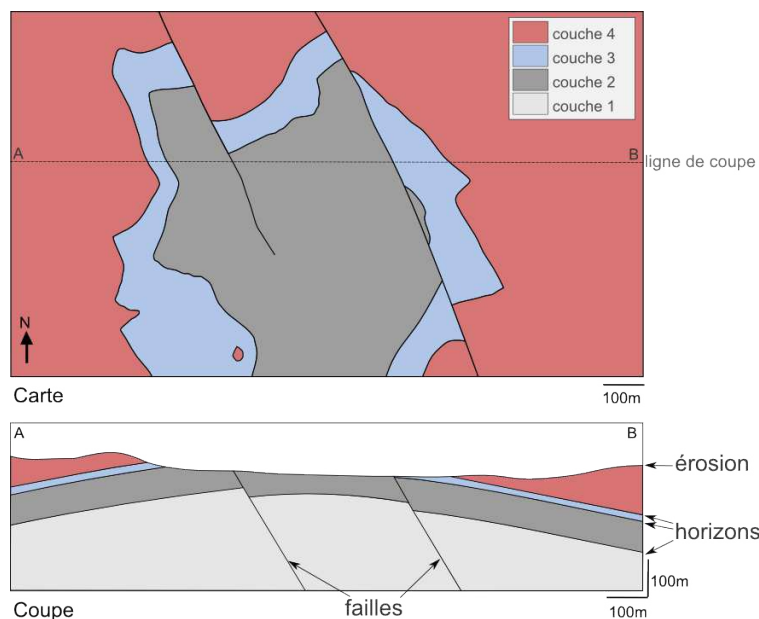 couche 4
couche 3
couche 2
couche 1
A
B
ligne de coupe
N
Carte
100m
A
B
érosion
horizons
failles
100m
Coupe
100m